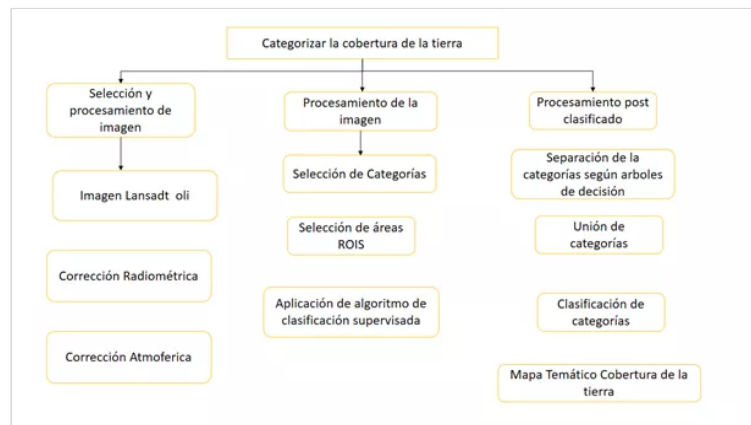 Categorizar la cobertura de la tierra
Selección y
procesamiento de
imagen
Imagen Lansadt oli
Corrección Radiométrica
Corrección Atmoferica
Procesamiento de la
imagen
Selección de Categorías
Selección de áreas
ROIS
Aplicación de algoritmo de
clasificación supervisada
Procesamiento post
clasificado
Separación de la
categorías según arboles
de decisión
Unión de
categorías
Clasificación de
categorías
Mapa Temático Cobertura de la
tierra